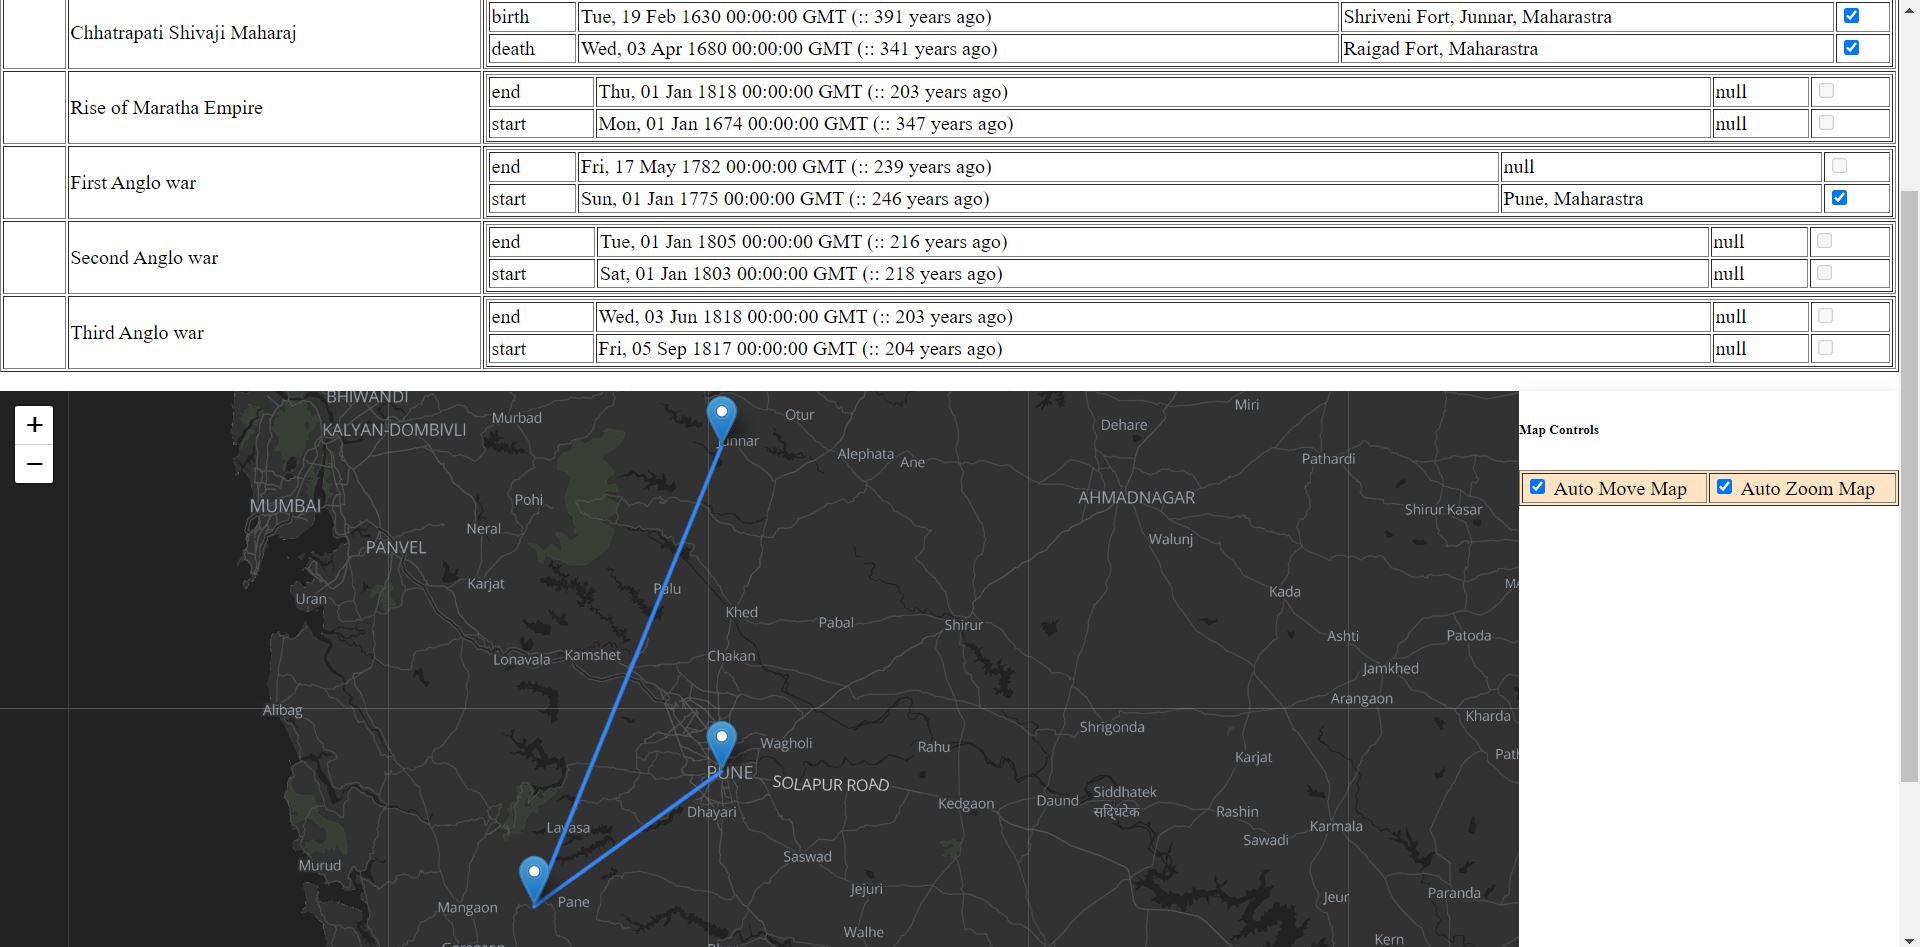 Chhatrapati Shivaji Maharaj
birth Tue, 19 Feb 1630 00:00:00 GMT (:: 391 years ago) Shriveni Fort, Junnar, Maharastra
death Wed, 03 Apr 1680 00:00:00 GMT (:: 341 years ago) Raigad Fort, Maharastra
Rise of Maratha Empire
end Thu, 01 Jan 1818 00:00:00 GMT (:: 203 years ago) null
start Mon, 01 Jan 1674 00:00:00 GMT (:: 347 years ago) null
First Anglo war
end Fri, 17 May 1782 00:00:00 GMT (:: 239 years ago) null
start Sun, 01 Jan 1775 00:00:00 GMT (:: 246 years ago) Pune, Maharastra
Second Anglo war
end Tue, 01 Jan 1805 00:00:00 GMT (:: 216 years ago) null
start Sat, 01 Jan 1803 00:00:00 GMT (:: 218 years ago) null
Third Anglo war
end Wed, 03 Jun 1818 00:00:00 GMT (:: 203 years ago) null
start Fri, 05 Sep 1817 00:00:00 GMT (:: 204 years ago) null
+
−
BHIWANDI
Murbad
Otur
Miri
KALYAN-DOMBIVLI
Junnar
Dehare
Alephata
Ane
Pathardi
Pohi
AHMADNAGAR
MUMBAI
Shirur Kasar
Neral
PANVEL
Walunj
Karjat
Palu
Kada
Uran
Khed
Pabal
Shirur
Ashti
Patoda
Lonavala
Kamshet
Chakan
Jamkhed
Arangaon
Alibag
Kharda
Shrigonda
Wagholi
Rahu
Karjat
PUNE
SOLAPUR ROAD
Siddhatek
सिद्धिटेक
Kedgaon
Daund
Dhayari
Rashin
Lavasa
Karmala
Sawadi
Saswad
Murud
Jejuri
Jeur
Paranda
Mangaon
Pane
Walhe
Kern
Map Controls
Auto Move Map Auto Zoom Map